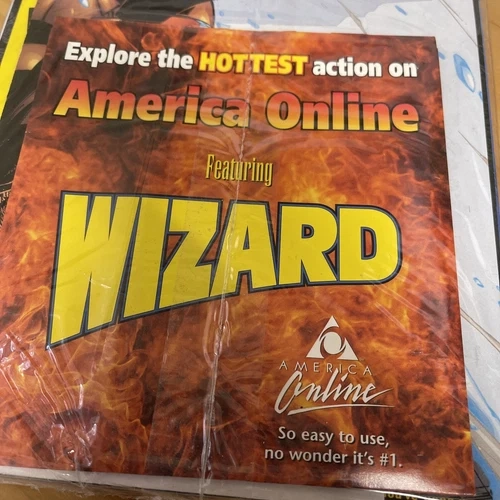 Explore the HOTTEST action on
America Online
Featuring
WIZARD
AMERICA
Online
So easy to use,
no wonder it's #1.